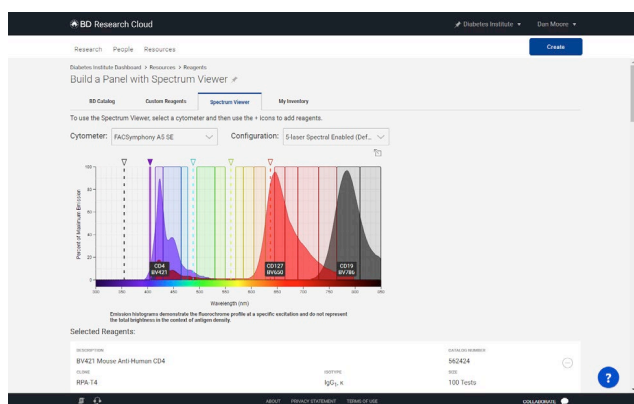 BD Research Cloud
Diabetes Institute
Dan Moore
Research People Resources
Create
Diabetes Institute Dashboard > Resources > Reagents
Build a Panel with Spectrum Viewer
BD Catalog Custom Reagents Spectrum Viewer My Inventory
To use the Spectrum Viewer, select a cytometer and then use the + icons to add reagents.
Cytometer: FACSymphony A5 SE Configuration: 5-laser Spectral Enabled (Def...
Percent of Maximum Emission
100
80
60
40
20
0
CD4
BV421
CD127
BV650
CD19
BV786
300 350 400 450 500 550 600 650 700 750 800 850
Wavelength (nm)
Emission histograms demonstrate the fluorochrome profile at a specific excitation and do not represent
the total brightness in the context of antigen density.
Selected Reagents:
DESCRIPTION CATALOG NUMBER
BV421 Mouse Anti-Human CD4 562424
CLONE ISOTYPE SIZE
RPA-T4 IgG₁, κ 100 Tests
?
ABOUT PRIVACY STATEMENT TERMS OF USE COLLABORATE